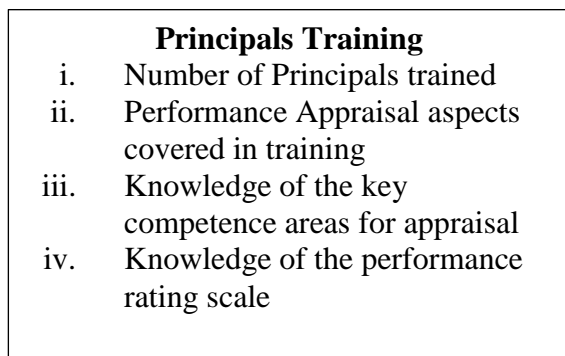 Principals Training
i. Number of Principals trained
ii. Performance Appraisal aspects
covered in training
iii. Knowledge of the key
competence areas for appraisal
iv. Knowledge of the performance
rating scale